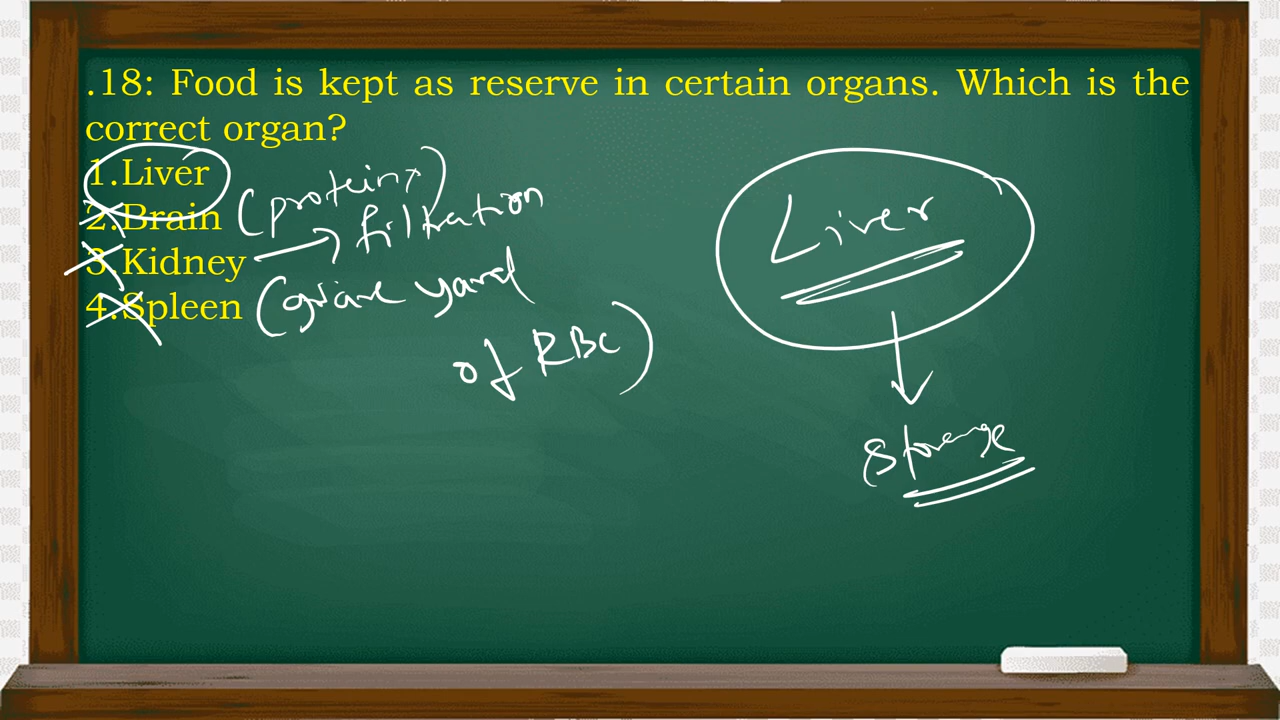 .18: Food is kept as reserve in certain organs. Which is the
correct organ?
1.Liver
2.Brain (protein)
3.Kidney → filtration
4.Spleen (grave yard
of RBC)
Liver
Storage